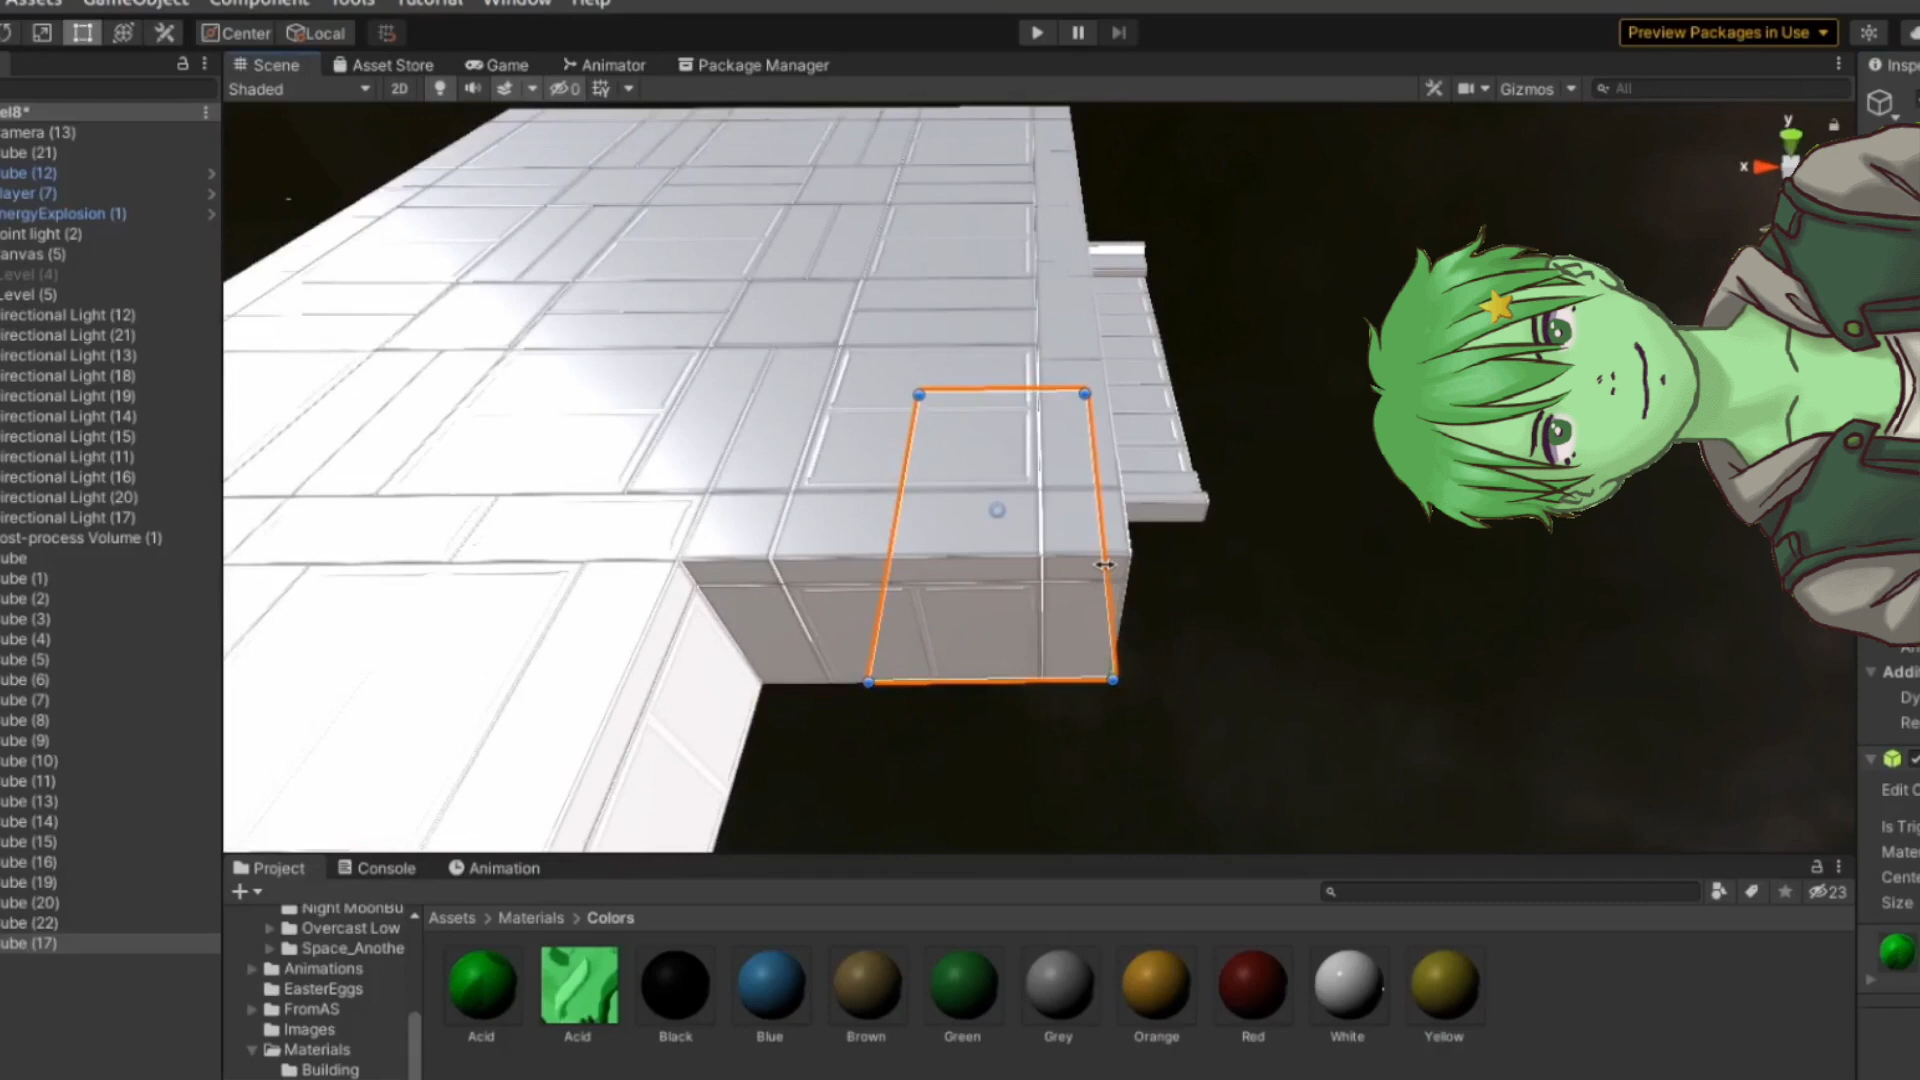 Assets GameObject Component Tools Tutorial Window Help
Center Local Preview Packages in Use
Scene Asset Store Game Animator Package Manager
Shaded 2D 0 Gizmos All
el8*
amera (13)
ube (21)
ube (12)
layer (7)
nergyExplosion (1)
oint light (2)
anvas (5)
Level (4)
Level (5)
irectional Light (12)
irectional Light (21)
irectional Light (13)
irectional Light (18)
irectional Light (19)
irectional Light (14)
irectional Light (15)
irectional Light (11)
irectional Light (16)
irectional Light (20)
irectional Light (17)
ost-process Volume (1)
ube
ube (1)
ube (2)
ube (3)
ube (4)
ube (5)
ube (6)
ube (7)
ube (8)
ube (9)
ube (10)
ube (11)
ube (13)
ube (14)
ube (15)
ube (16)
ube (19)
ube (20)
ube (22)
ube (17)
y
x
Inspe
Additi
Dy
Re
Edit C
Is Trig
Mater
Cente
Size
Project Console Animation
23
Night MoonBu
Overcast Low
Space_Anothe
Animations
EasterEggs
FromAS
Images
Materials
Building
Assets > Materials > Colors
Acid Acid Black Blue Brown Green Grey Orange Red White Yellow